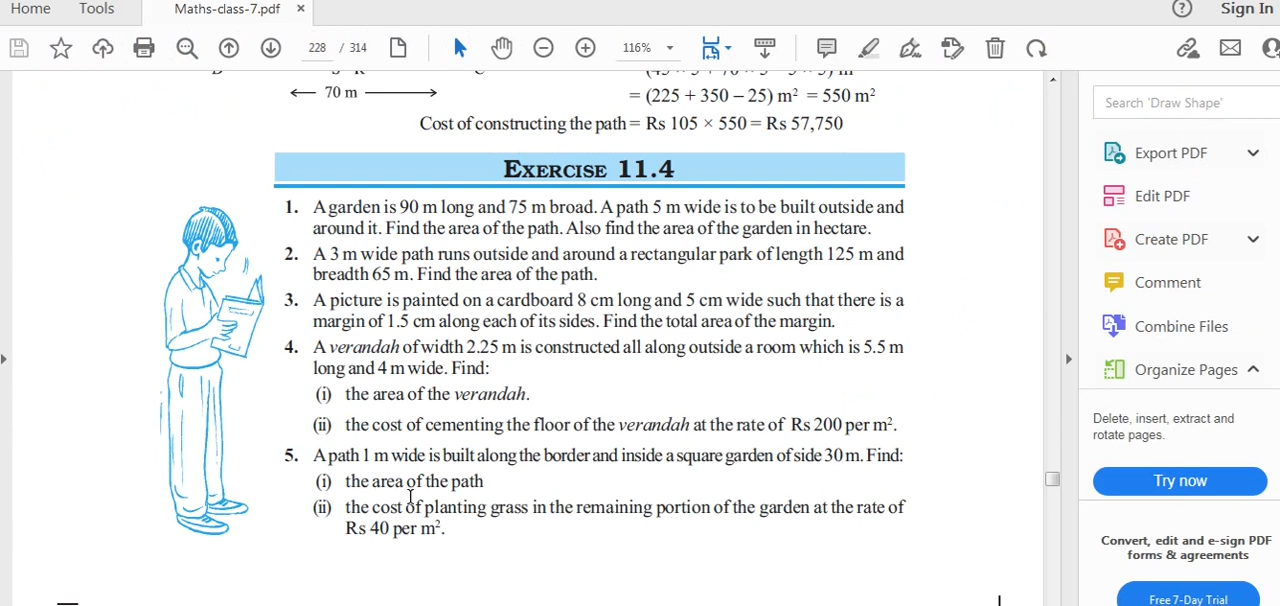 Home Tools Maths-class-7.pdf ×
? Sign In
228 / 314 116%
← 70 m →
= (225 + 350 – 25) m² = 550 m²
Cost of constructing the path = Rs 105 × 550 = Rs 57,750
EXERCISE 11.4
1. A garden is 90 m long and 75 m broad. A path 5 m wide is to be built outside and
around it. Find the area of the path. Also find the area of the garden in hectare.
2. A 3 m wide path runs outside and around a rectangular park of length 125 m and
breadth 65 m. Find the area of the path.
3. A picture is painted on a cardboard 8 cm long and 5 cm wide such that there is a
margin of 1.5 cm along each of its sides. Find the total area of the margin.
4. A verandah of width 2.25 m is constructed all along outside a room which is 5.5 m
long and 4 m wide. Find:
(i) the area of the verandah.
(ii) the cost of cementing the floor of the verandah at the rate of Rs 200 per m².
5. A path 1 m wide is built along the border and inside a square garden of side 30 m. Find:
(i) the area of the path
(ii) the cost of planting grass in the remaining portion of the garden at the rate of
Rs 40 per m².
Search 'Draw Shape'
Export PDF
Edit PDF
Create PDF
Comment
Combine Files
Organize Pages
Delete, insert, extract and
rotate pages.
Try now
Convert, edit and e-sign PDF
forms & agreements
Free 7-Day Trial